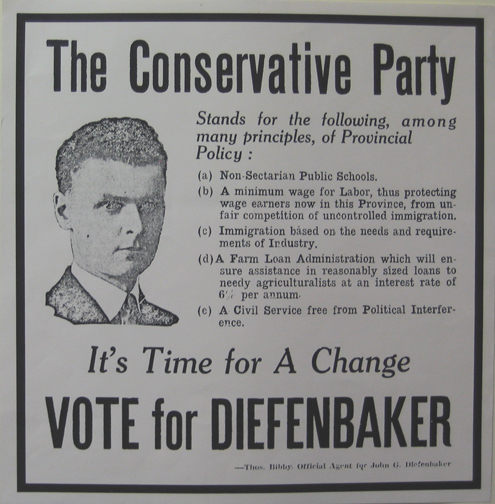 The Conservative Party
Stands for the following, among
many principles, of Provincial
Policy :
(a) Non-Sectarian Public Schools.
(b) A minimum wage for Labor, thus protecting
wage earners now in this Province, from un-
fair competition of uncontrolled immigration.
(c) Immigration based on the needs and require-
ments of Industry.
(d) A Farm Loan Administration which will en-
sure assistance in reasonably sized loans to
needy agriculturalists at an interest rate of
6% per annum.
(e) A Civil Service free from Political Interfer-
ence.
It's Time for A Change
VOTE for DIEFENBAKER
—Thos. Bibby, Official Agent for John G. Diefenbaker